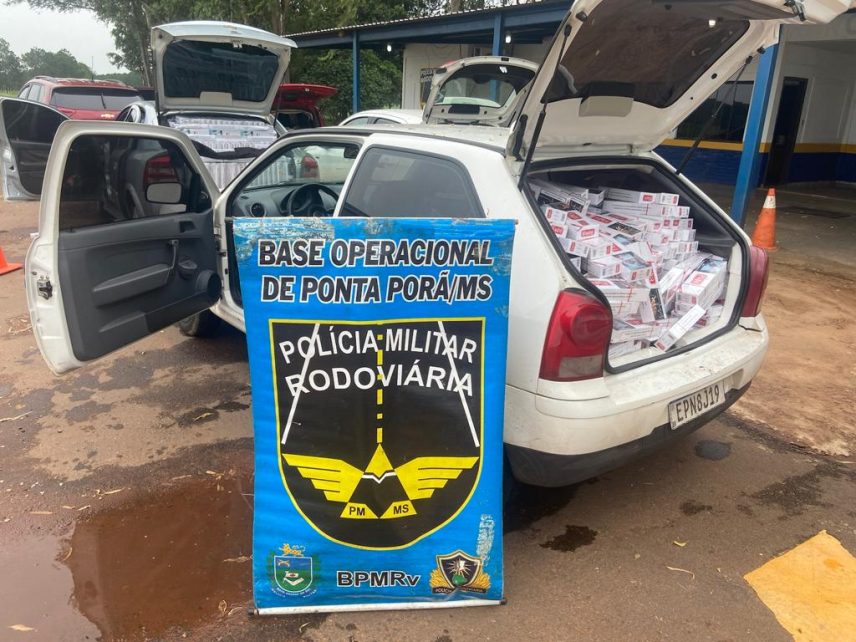 BASE OPERACIONAL
DE PONTA PORÃ/MS
POLÍCIA MILITAR
RODOVIÁRIA
PM MS
BPMRv
EPN8J19